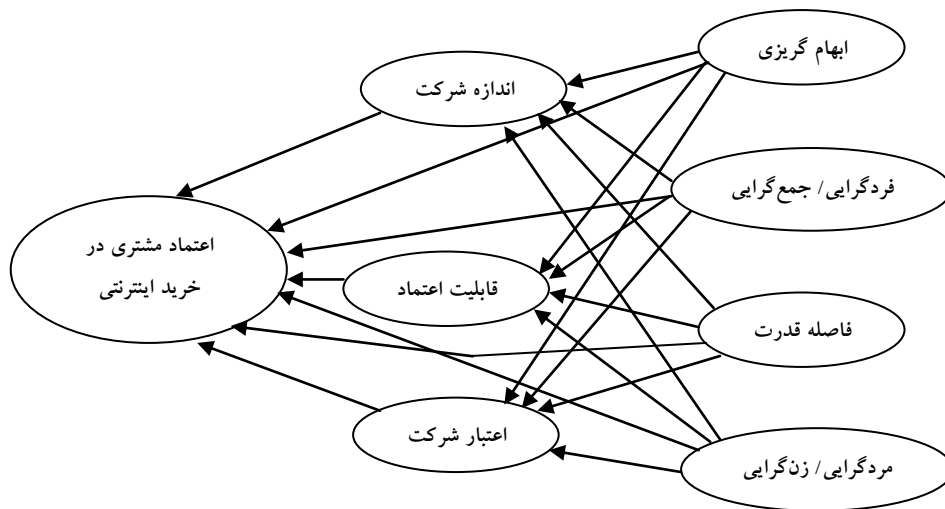 ابهام گریزی
اندازه شرکت
فردگرایی/ جمع‌گرایی
اعتماد مشتری در
خرید اینترنتی
قابلیت اعتماد
فاصله قدرت
اعتبار شرکت
مردگرایی/ زن‌گرایی